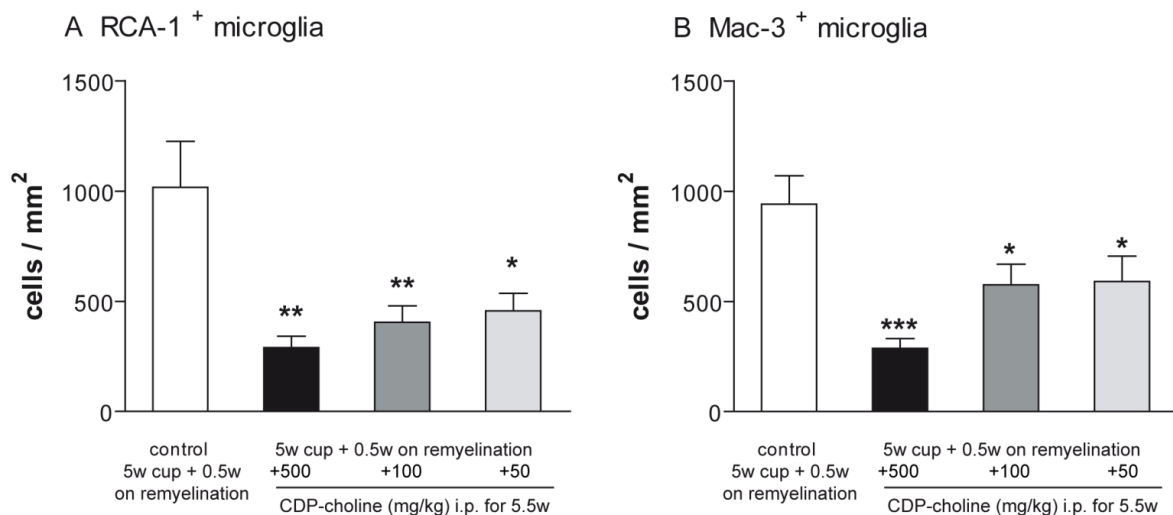 A RCA-1 + microglia
cells / mm2
1500
1000
500
0
**
**
*
control
5w cup + 0.5w
on remyelination
5w cup + 0.5w on remyelination
+500 +100 +50
CDP-choline (mg/kg) i.p. for 5.5w
B Mac-3 + microglia
cells / mm2
1500
1000
500
0
***
*
*
control
5w cup + 0.5w
on remyelination
5w cup + 0.5w on remyelination
+500 +100 +50
CDP-choline (mg/kg) i.p. for 5.5w